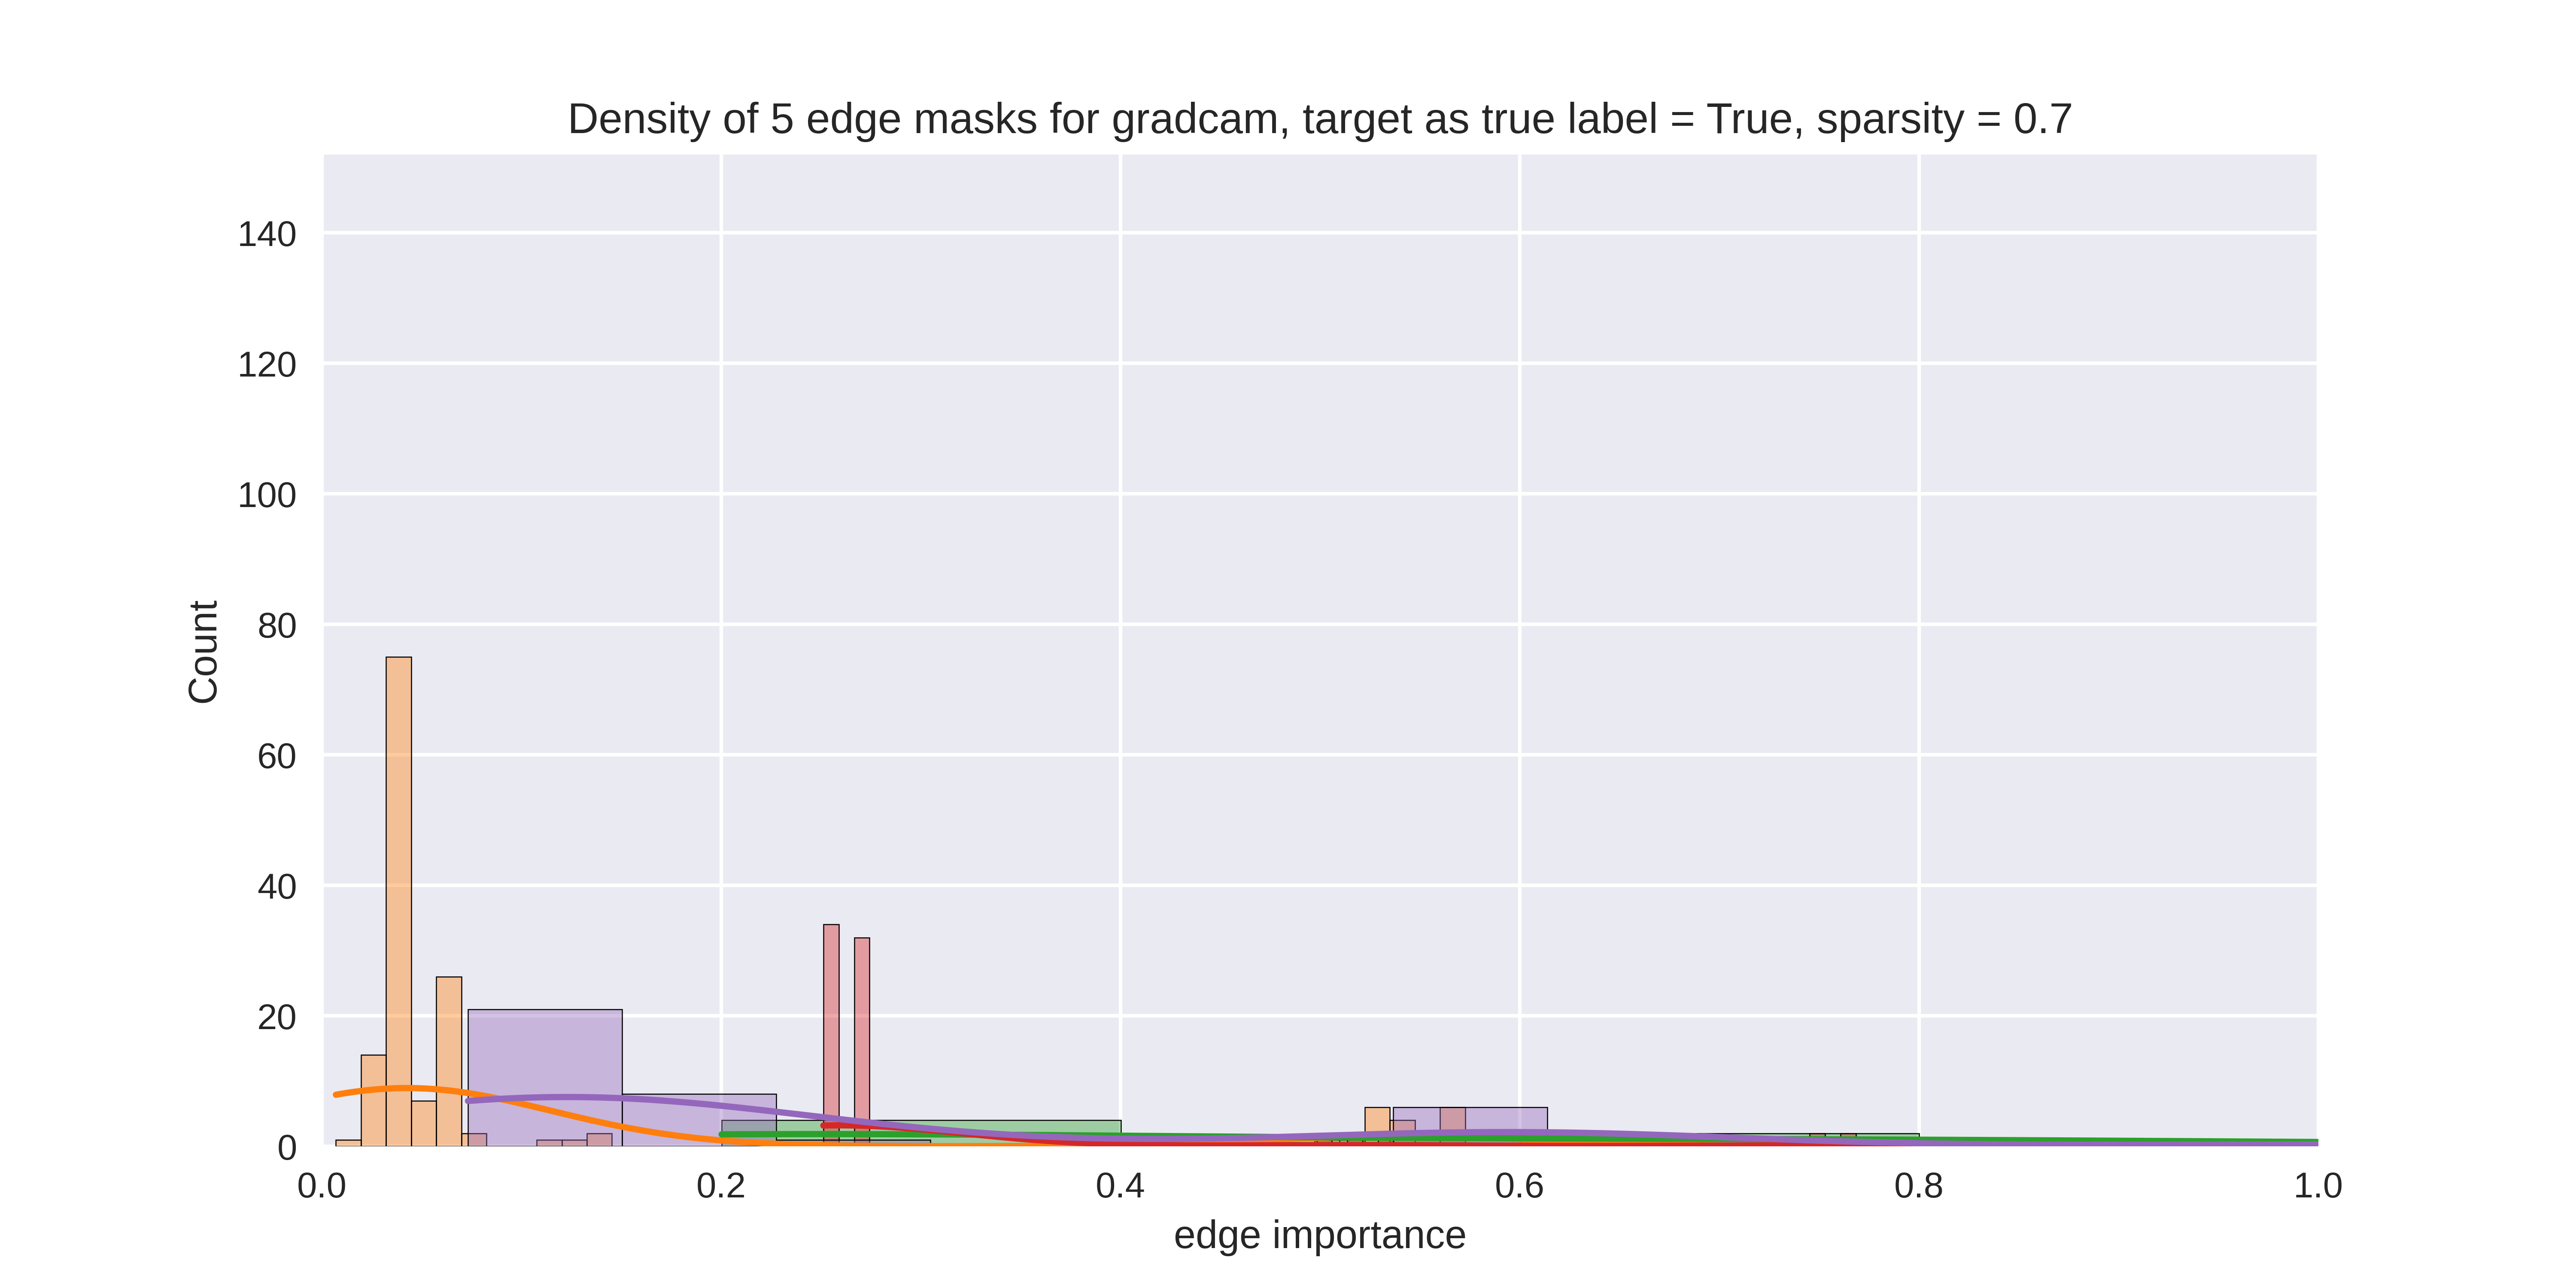 Density of 5 edge masks for gradcam, target as true label = True, sparsity = 0.7
140
120
100
80
60
40
20
0
Count
0.0 0.2 0.4 0.6 0.8 1.0
edge importance